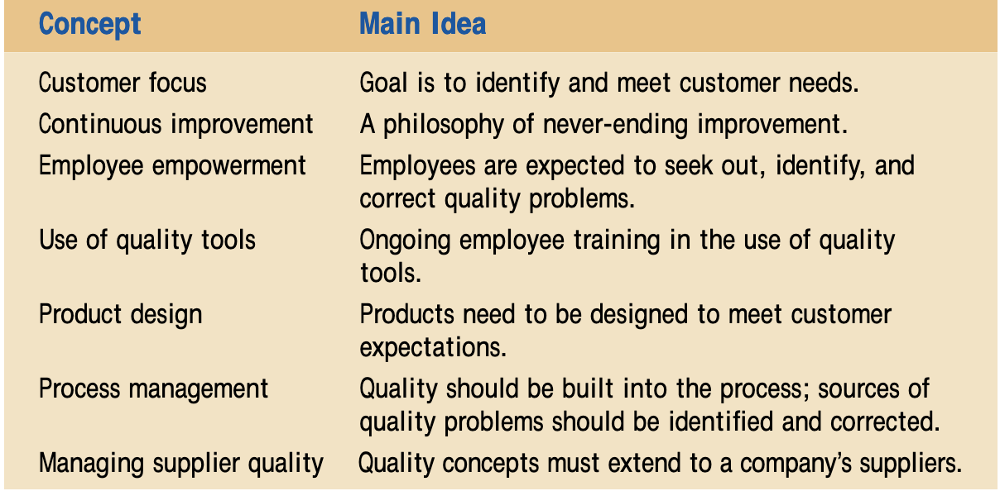 Concept Main Idea
Customer focus Goal is to identify and meet customer needs.
Continuous improvement A philosophy of never-ending improvement.
Employee empowerment Employees are expected to seek out, identify, and
correct quality problems.
Use of quality tools Ongoing employee training in the use of quality
tools.
Product design Products need to be designed to meet customer
expectations.
Process management Quality should be built into the process; sources of
quality problems should be identified and corrected.
Managing supplier quality Quality concepts must extend to a company’s suppliers.